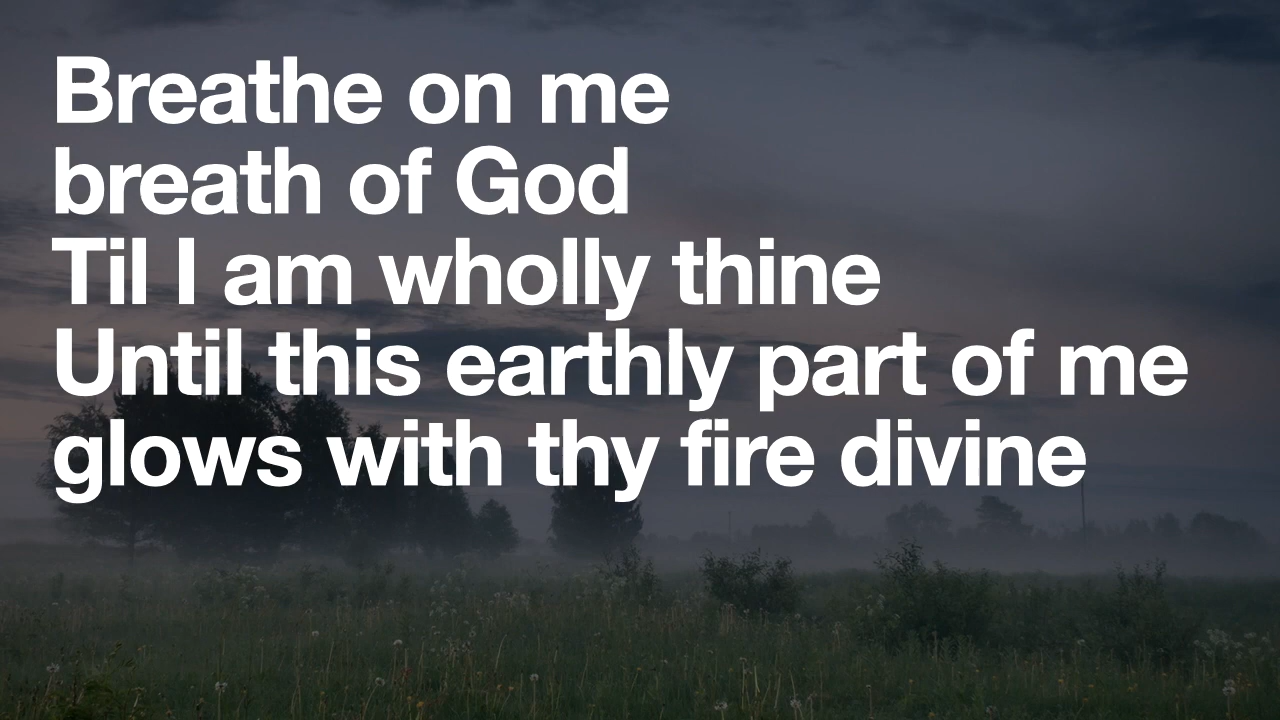 Breathe on me
breath of God
Til I am wholly thine
Until this earthly part of me
glows with thy fire divine